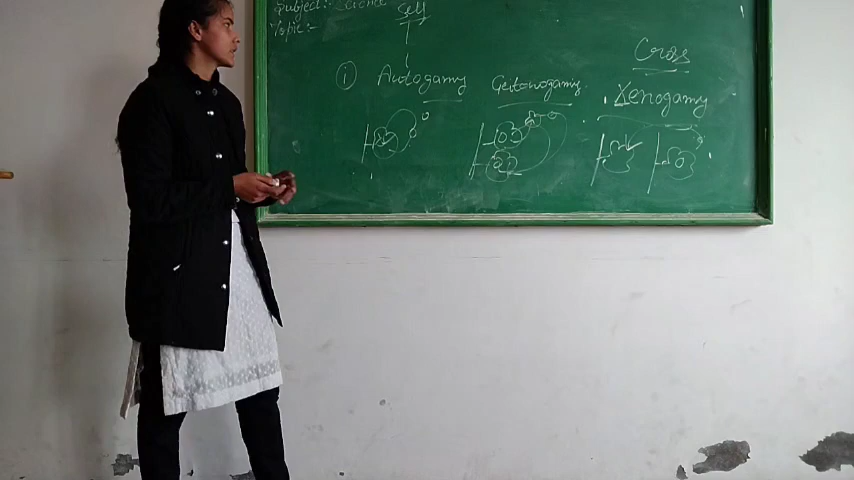 Subject:- Science
Topic:-
Self
Cross
① Autogamy Geitonogamy Xenogamy